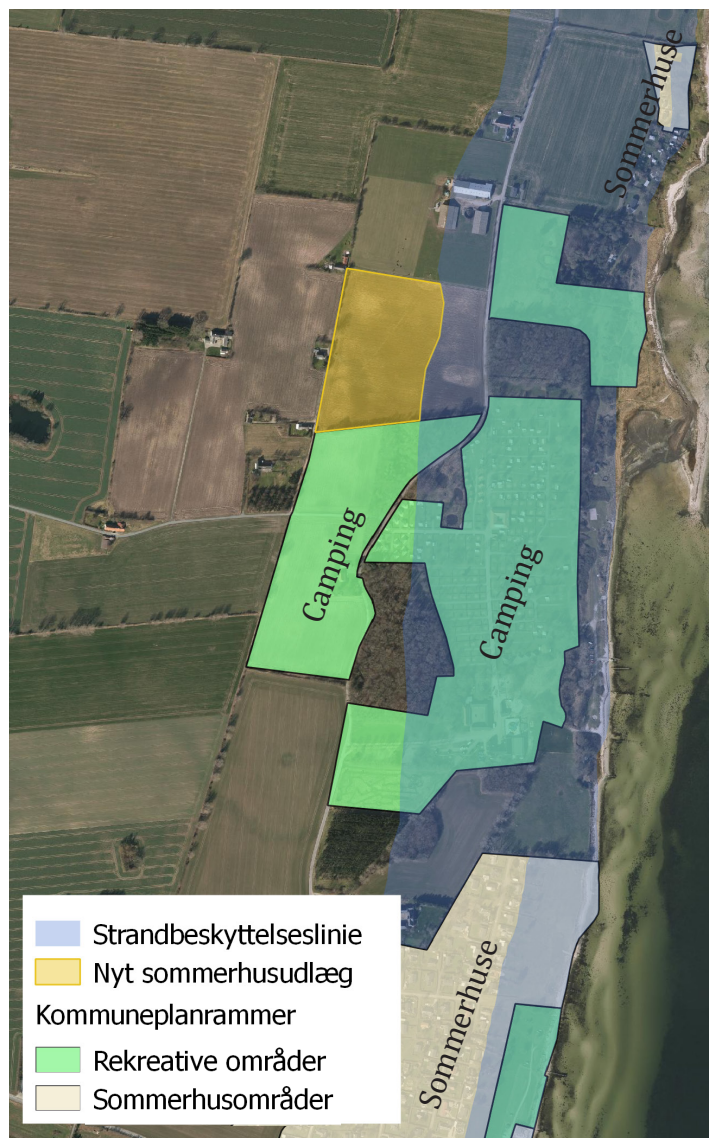 Sommerhuse
Camping
Camping
Sommerhuse
Strandbeskyttelseslinie
Nyt sommerhusudlæg
Kommuneplanrammer
Rekreative områder
Sommerhusområder